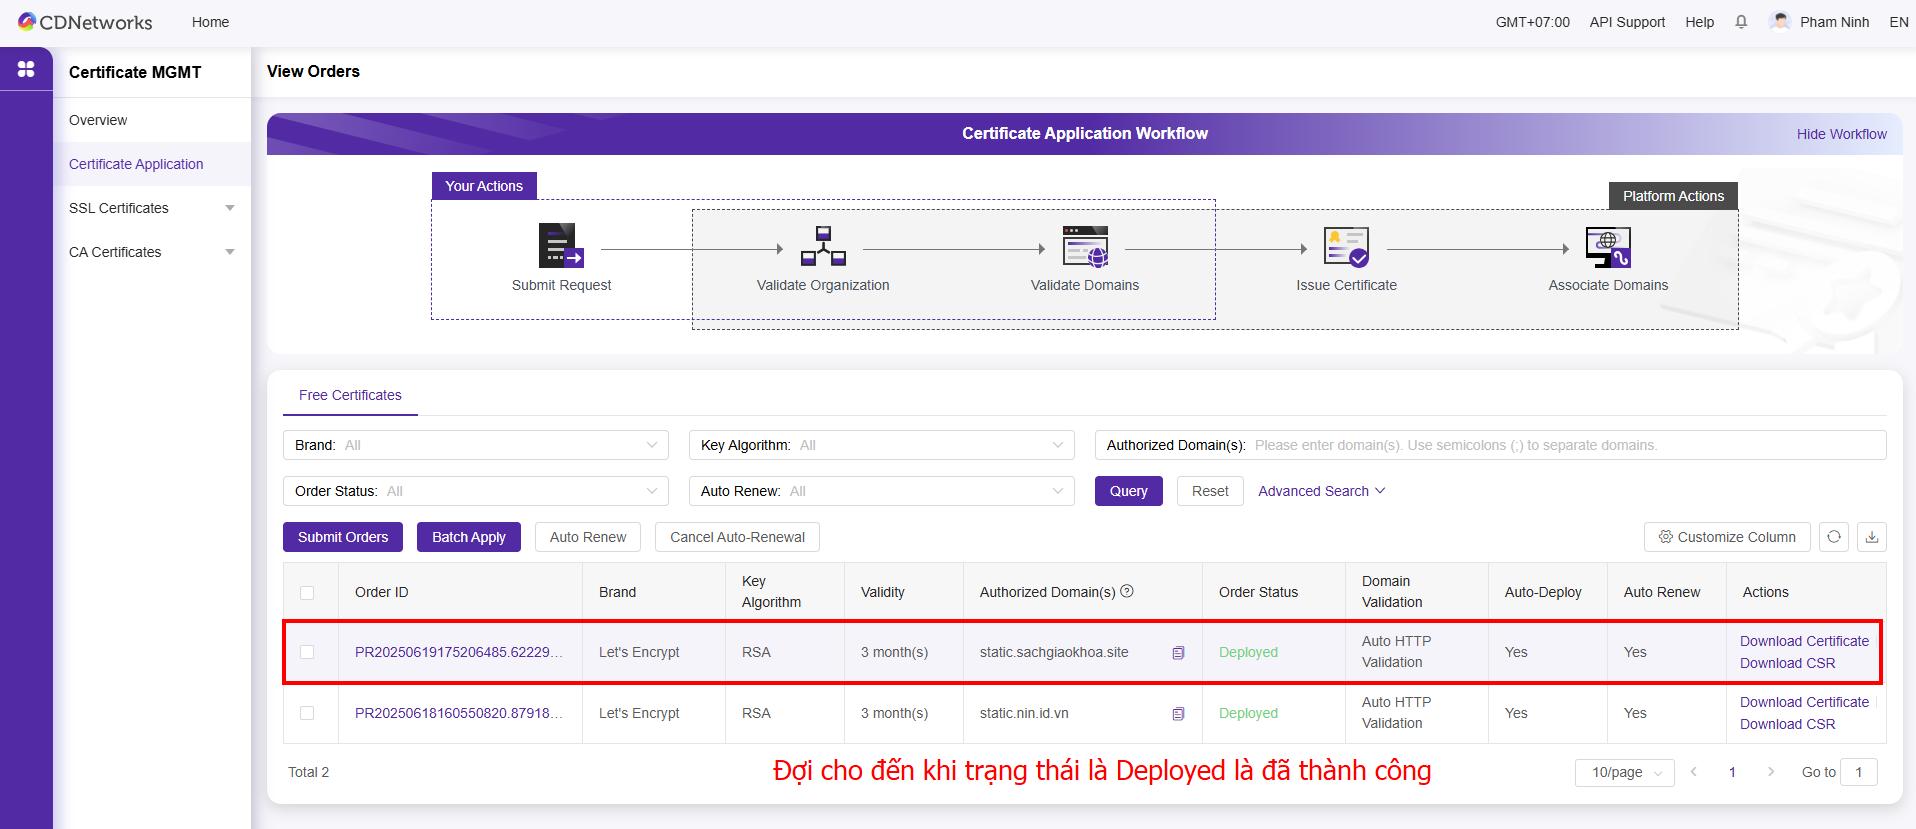 CDNetworks
Home
GMT+07:00
API Support
Help
Pham Ninh
EN
Certificate MGMT
Overview
Certificate Application
SSL Certificates
CA Certificates
View Orders
Certificate Application Workflow
Hide Workflow
Your Actions
Platform Actions
Submit Request
Validate Organization
Validate Domains
Issue Certificate
Associate Domains
Free Certificates
Brand: All
Key Algorithm: All
Authorized Domain(s): Please enter domain(s). Use semicolons (;) to separate domains.
Order Status: All
Auto Renew: All
Query
Reset
Advanced Search
Submit Orders
Batch Apply
Auto Renew
Cancel Auto-Renewal
Customize Column
Order ID
Brand
Key
Algorithm
Validity
Authorized Domain(s)
Order Status
Domain
Validation
Auto-Deploy
Auto Renew
Actions
PR20250619175206485.62229...
Let's Encrypt
RSA
3 month(s)
static.sachgiaokhoa.site
Deployed
Auto HTTP
Validation
Yes
Yes
Download Certificate
Download CSR
PR20250618160550820.87918...
Let's Encrypt
RSA
3 month(s)
static.nin.id.vn
Deployed
Auto HTTP
Validation
Yes
Yes
Download Certificate
Download CSR
Total 2
Đợi cho đến khi trạng thái là Deployed là đã thành công
10/page
1
Go to 1